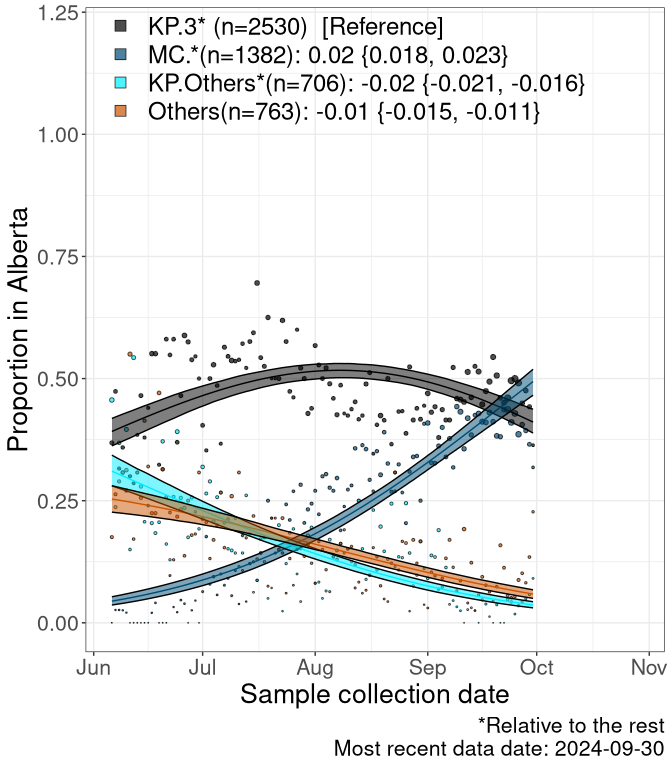 KP.3* (n=2530)  [Reference]
MC.*(n=1382): 0.02 {0.018, 0.023}
KP.Others*(n=706): -0.02 {-0.021, -0.016}
Others(n=763): -0.01 {-0.015, -0.011}
Proportion in Alberta
1.25
1.00
0.75
0.50
0.25
0.00
Jun Jul Aug Sep Oct Nov
Sample collection date
*Relative to the rest
Most recent data date: 2024-09-30